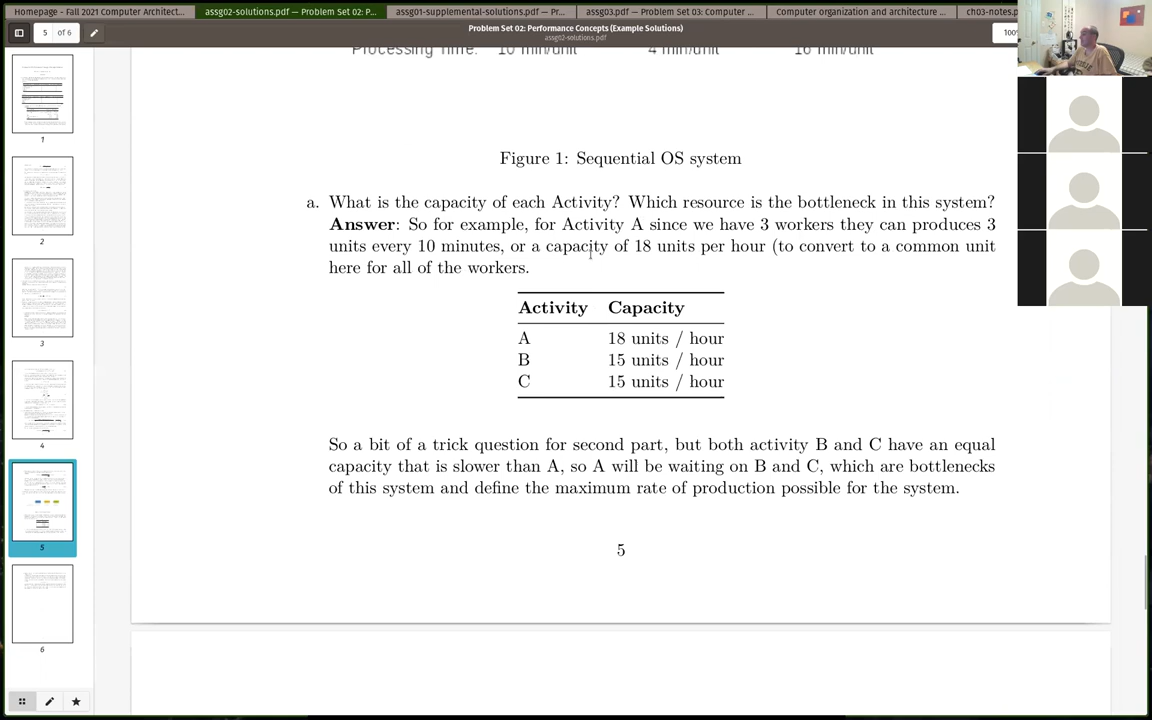 Homepage - Fall 2021 Computer Architect...
assg02-solutions.pdf — Problem Set 02: P...
assg01-supplemental-solutions.pdf — Pr...
assg03.pdf — Problem Set 03: Computer ...
Computer organization and architecture ...
ch03-notes.p
5 of 6
Problem Set 02: Performance Concepts (Example Solutions)
assg02-solutions.pdf
100
Processing Time: 10 min/unit 4 min/unit 16 min/unit
Figure 1: Sequential OS system
a. What is the capacity of each Activity? Which resource is the bottleneck in this system?
Answer: So for example, for Activity A since we have 3 workers they can produces 3
units every 10 minutes, or a capacity of 18 units per hour (to convert to a common unit
here for all of the workers.
Activity Capacity
A 18 units / hour
B 15 units / hour
C 15 units / hour
So a bit of a trick question for second part, but both activity B and C have an equal
capacity that is slower than A, so A will be waiting on B and C, which are bottlenecks
of this system and define the maximum rate of production possible for the system.
5
1
2
3
4
5
6